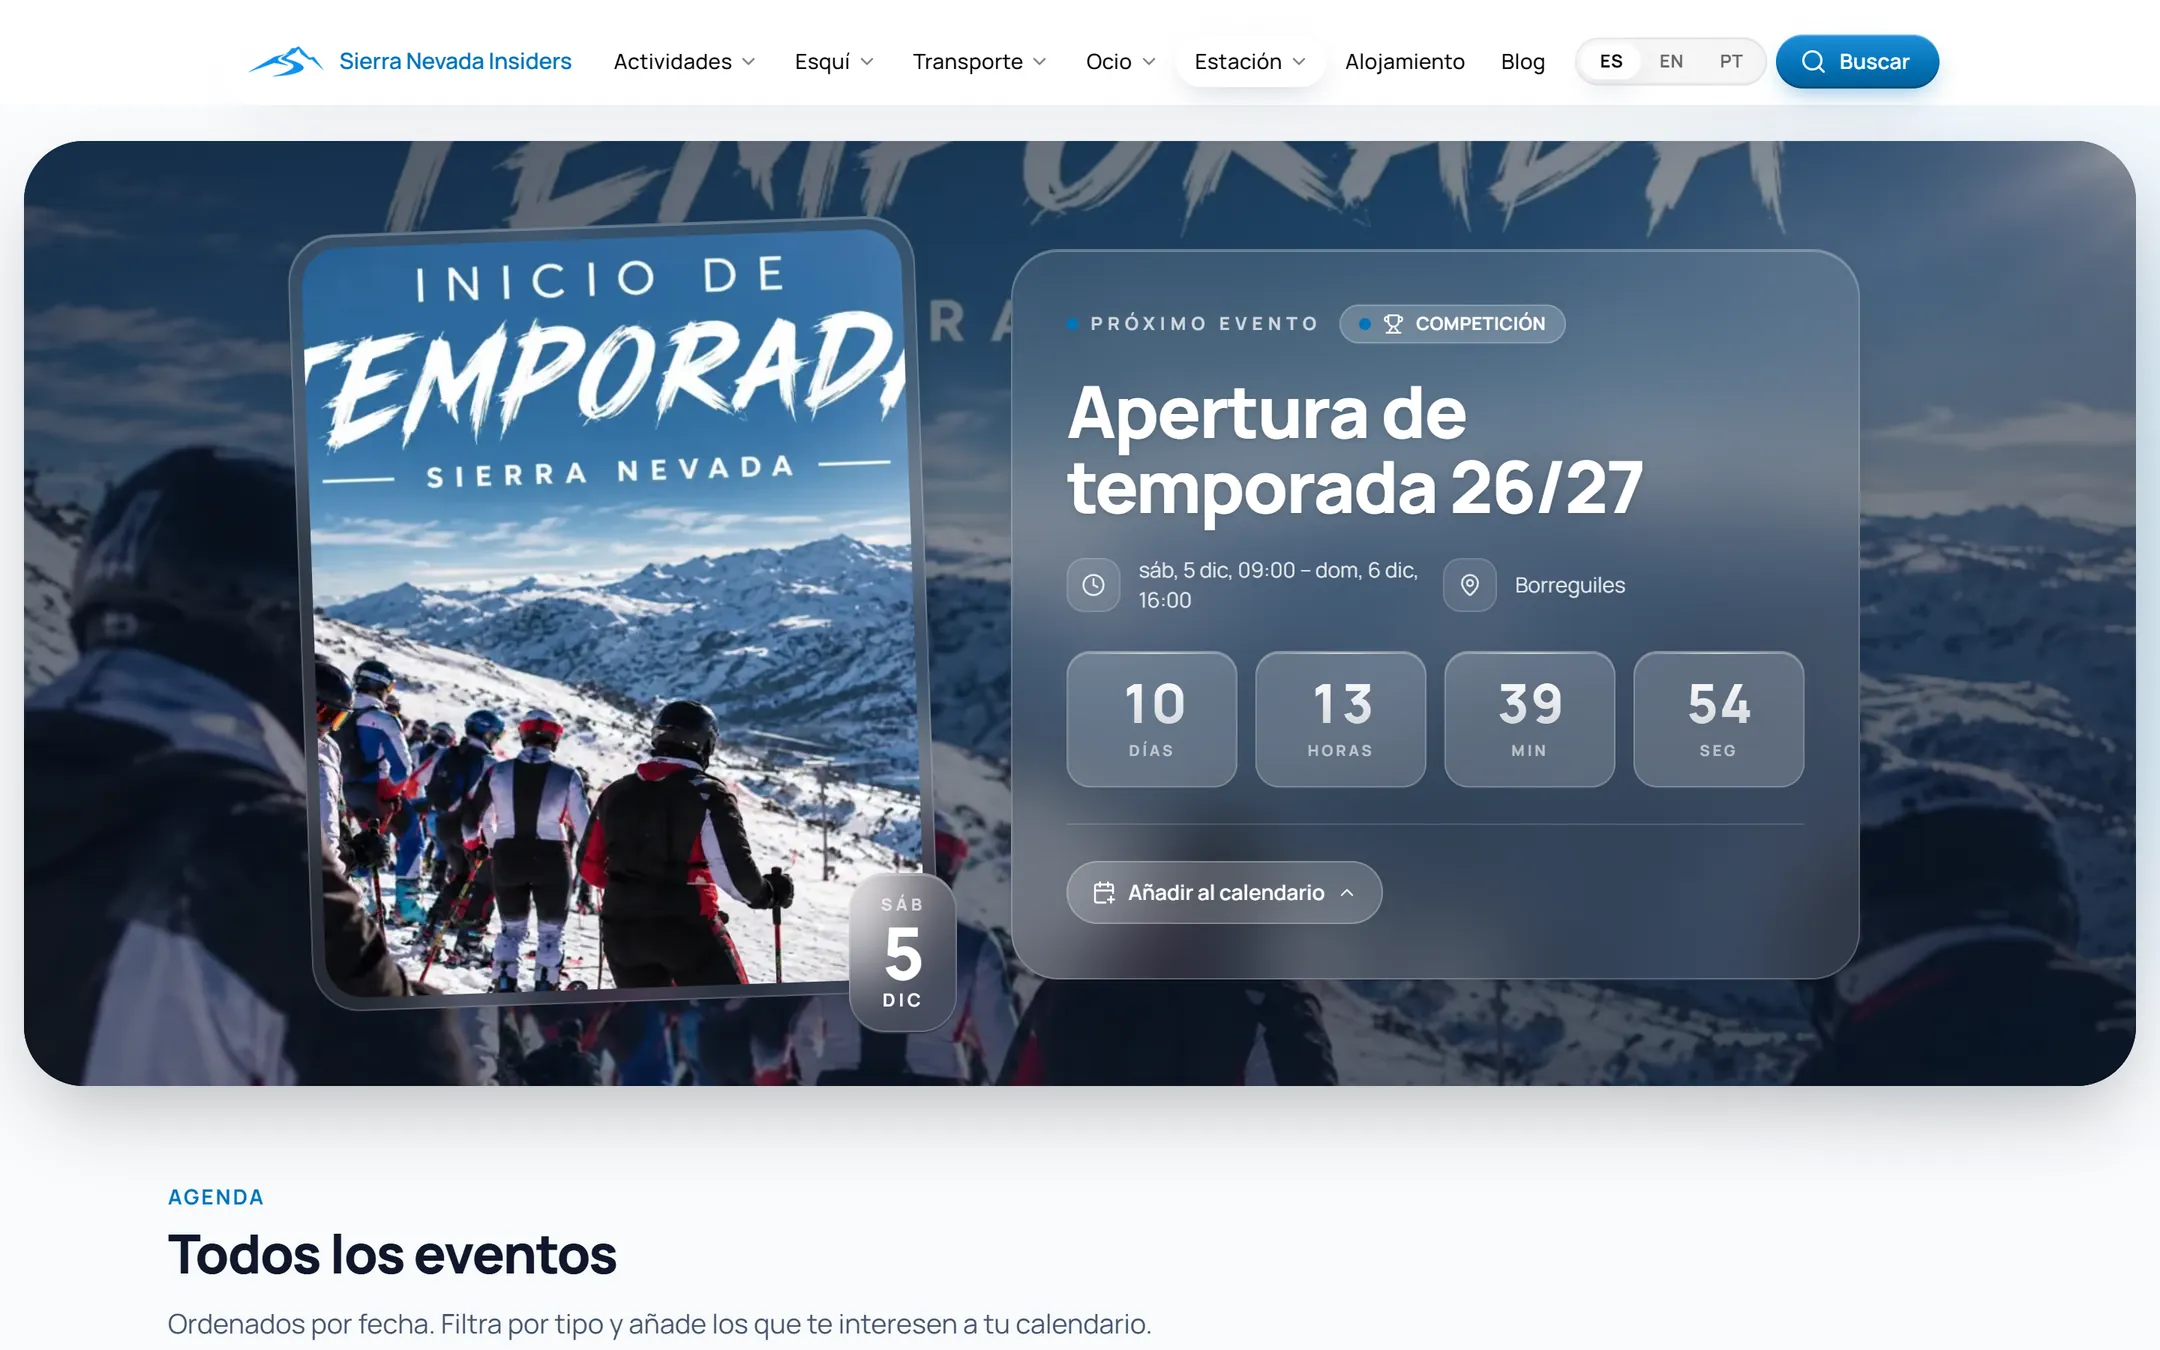 Sierra Nevada Insiders
Actividades
Esquí
Transporte
Ocio
Estación
Alojamiento
Blog
ES
EN
PT
Buscar
TEMPORADA
INICIO DE
TEMPORADA
SIERRA NEVADA
RA
PRÓXIMO EVENTO
COMPETICIÓN
Apertura de
temporada 26/27
sáb, 5 dic, 09:00 – dom, 6 dic,
16:00
Borreguiles
10
DÍAS
13
HORAS
39
MIN
54
SEG
Añadir al calendario
SÁB
5
DIC
AGENDA
Todos los eventos
Ordenados por fecha. Filtra por tipo y añade los que te interesen a tu calendario.